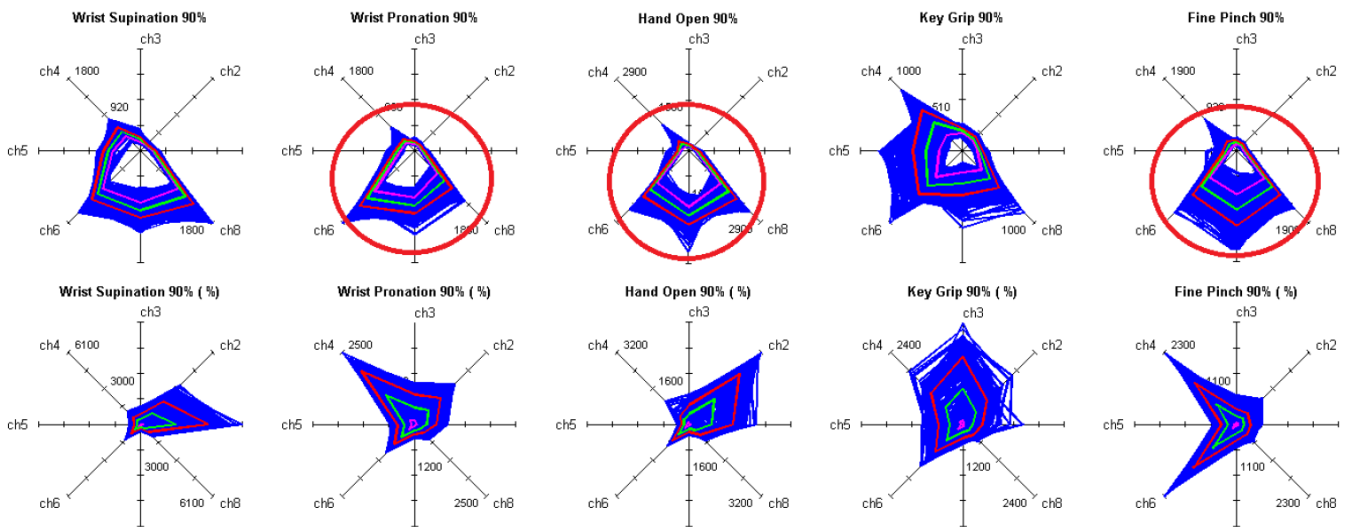 Wrist Supination 90%
ch3
ch4
1800
ch2
920
ch5
ch6
1800
ch8
Wrist Pronation 90%
ch3
ch4
1800
ch2
ch5
ch6
ch8
Hand Open 90%
ch3
ch4
2900
ch2
ch5
ch6
2900
ch8
Key Grip 90%
ch3
ch4
1000
ch2
510
ch5
ch6
1000
ch8
Fine Pinch 90%
ch3
ch4
1900
ch2
ch5
ch6
1900
ch8
Wrist Supination 90% ( %)
ch3
ch4
6100
ch2
3000
ch5
3000
ch6
6100
ch8
Wrist Pronation 90% ( %)
ch3
ch4
2500
ch2
ch5
1200
ch6
2500
ch8
Hand Open 90% ( %)
ch3
ch4
3200
ch2
1600
ch5
1600
ch6
3200
ch8
Key Grip 90% ( %)
ch3
ch4
2400
ch2
ch5
1200
ch6
2400
ch8
Fine Pinch 90% ( %)
ch3
ch4
2300
ch2
1100
ch5
1100
ch6
2300
ch8